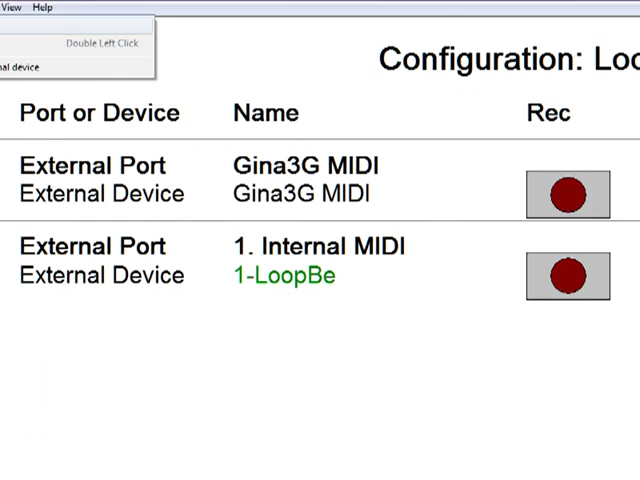 View Help
Double Left Click
nal device
Configuration: Loo
Port or Device Name Rec
External Port Gina3G MIDI
External Device Gina3G MIDI
External Port 1. Internal MIDI
External Device 1-LoopBe